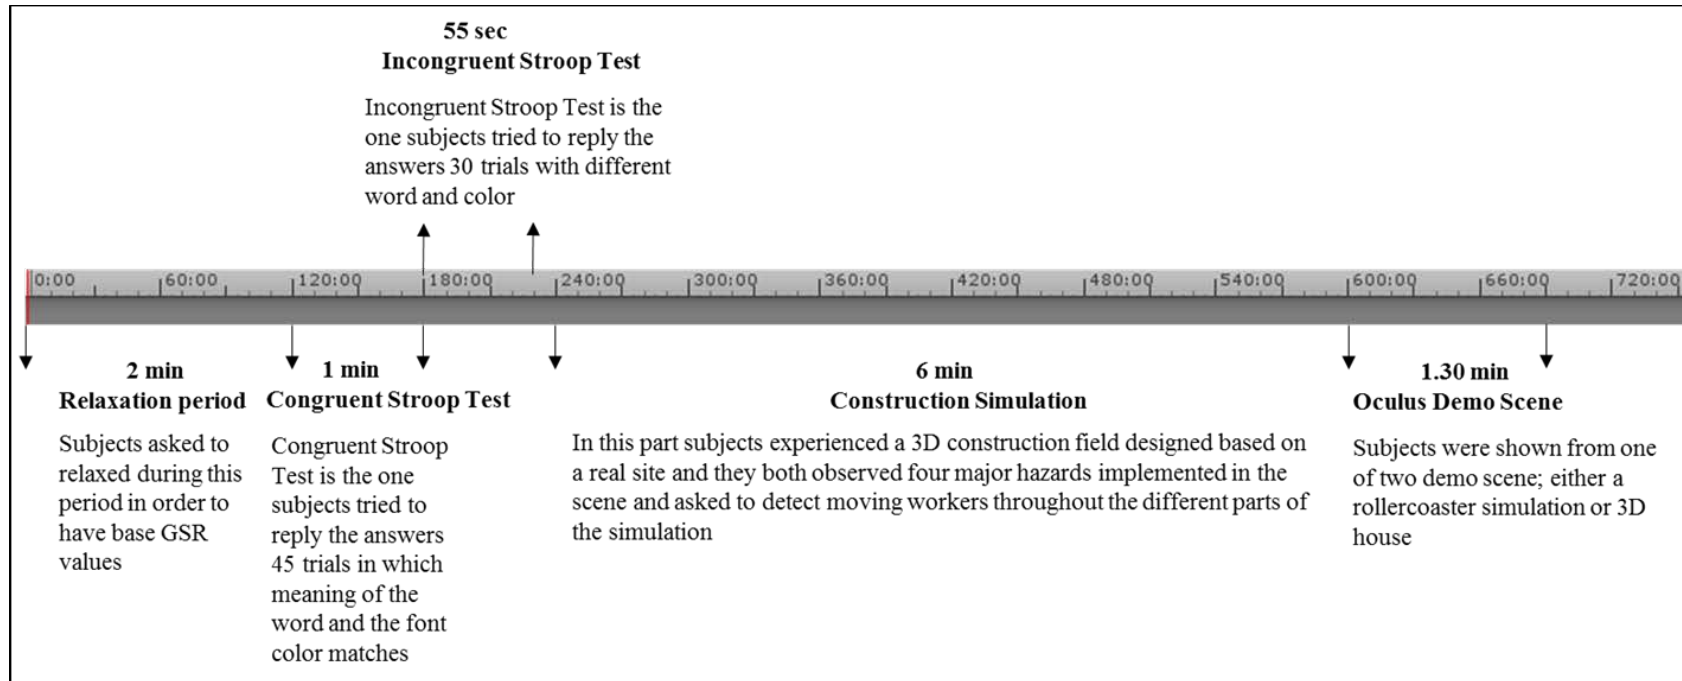 55 sec
Incongruent Stroop Test
Incongruent Stroop Test is the
one subjects tried to reply the
answers 30 trials with different
word and color
0:00 60:00 120:00 180:00 240:00 300:00 360:00 420:00 480:00 540:00 600:00 660:00 720:00
2 min
Relaxation period
Subjects asked to
relaxed during this
period in order to
have base GSR
values
1 min
Congruent Stroop Test
Congruent Stroop
Test is the one
subjects tried to
reply the answers
45 trials in which
meaning of the
word and the font
color matches
6 min
Construction Simulation
In this part subjects experienced a 3D construction field designed based on
a real site and they both observed four major hazards implemented in the
scene and asked to detect moving workers throughout the different parts of
the simulation
1.30 min
Oculus Demo Scene
Subjects were shown from one
of two demo scene; either a
rollercoaster simulation or 3D
house